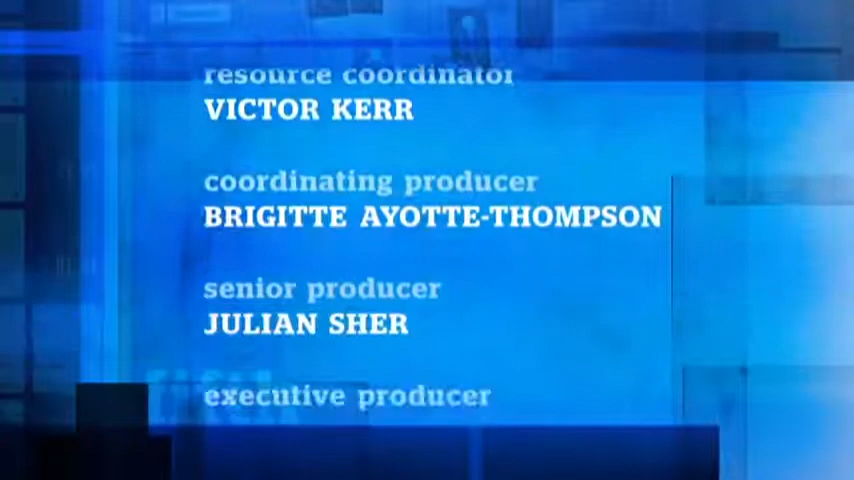 resource coordinator
VICTOR KERR
coordinating producer
BRIGITTE AYOTTE-THOMPSON
senior producer
JULIAN SHER
executive producer